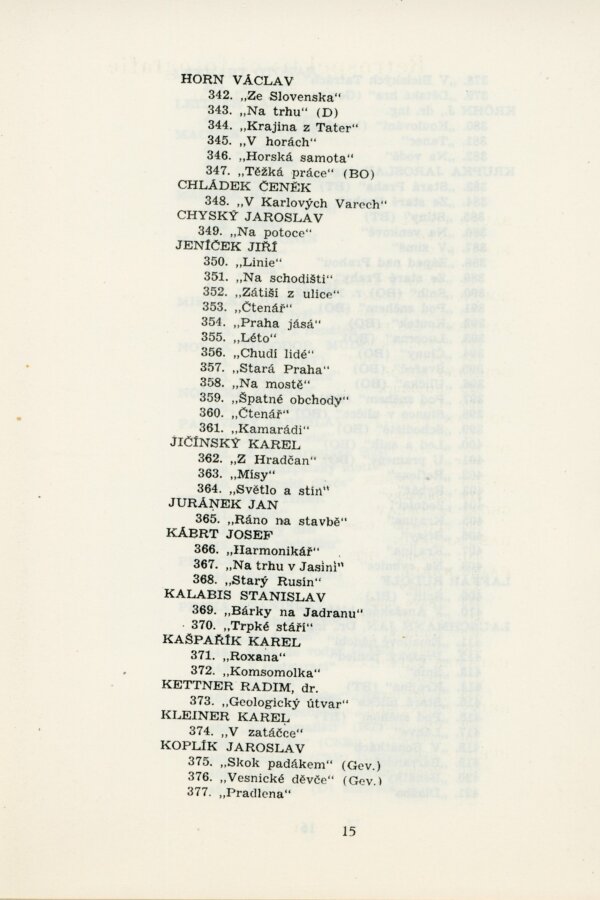 HORN VÁCLAV
342. „Ze Slovenska"
343. „Na trhu" (D)
344. „Krajina z Tater"
345. „V horách"
346. „Horská samota"
347. „Těžká práce" (BO)
CHLÁDEK ČENĚK
348. „V Karlových Varech"
CHYSKÝ JAROSLAV
349. „Na potoce"
JENÍČEK JIŘÍ
350. „Linie"
351. „Na schodišti"
352. „Zátiší z ulice"
353. „Čtenář"
354. „Praha jásá"
355. „Léto"
356. „Chudí lidé"
357. „Stará Praha"
358. „Na mostě"
359. „Špatné obchody"
360. „Čtenář"
361. „Kamarádi"
JIČÍNSKÝ KAREL
362. „Z Hradčan"
363. „Mísy"
364. „Světlo a stín"
JURÁNEK JAN
365. „Ráno na stavbě"
KÁBRT JOSEF
366. „Harmonikář"
367. „Na trhu v Jasini"
368. „Starý Rusín"
KALABIS STANISLAV
369. „Bárky na Jadranu"
370. „Trpké stáří"
KAŠPAŘÍK KAREL
371. „Roxana"
372. „Komsomolka"
KETTNER RADIM, dr.
373. „Geologický útvar"
KLEINER KAREL
374. „V zatáčce"
KOPLÍK JAROSLAV
375. „Skok padákem" (Gev.)
376. „Vesnické děvče" (Gev.)
377. „Pradlena"
15